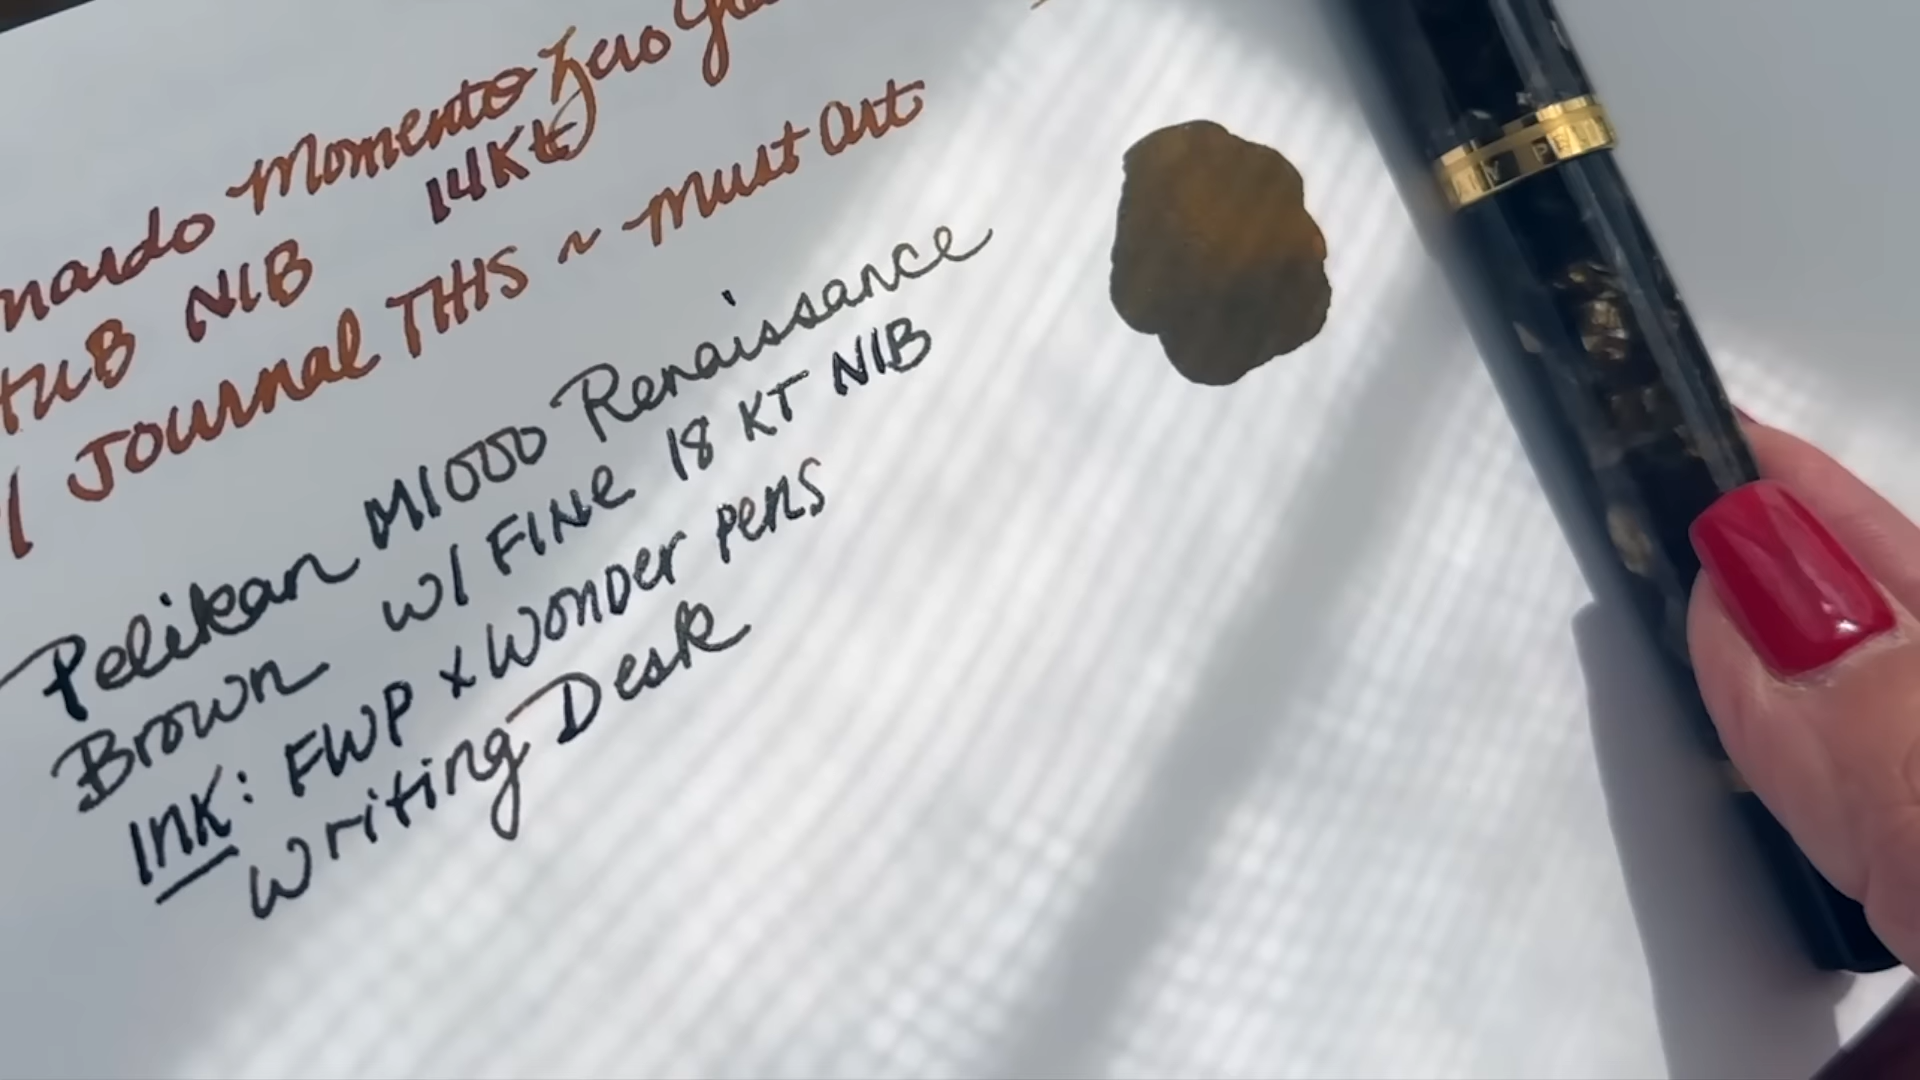 Momento Zero
14Kt
TUB NIB
JOURNAL THIS ~ Must Art
Pelikan M1000 Renaissance
Brown w/ FINE 18 KT NIB
INK: FWP x Wonder Pens
Writing Desk